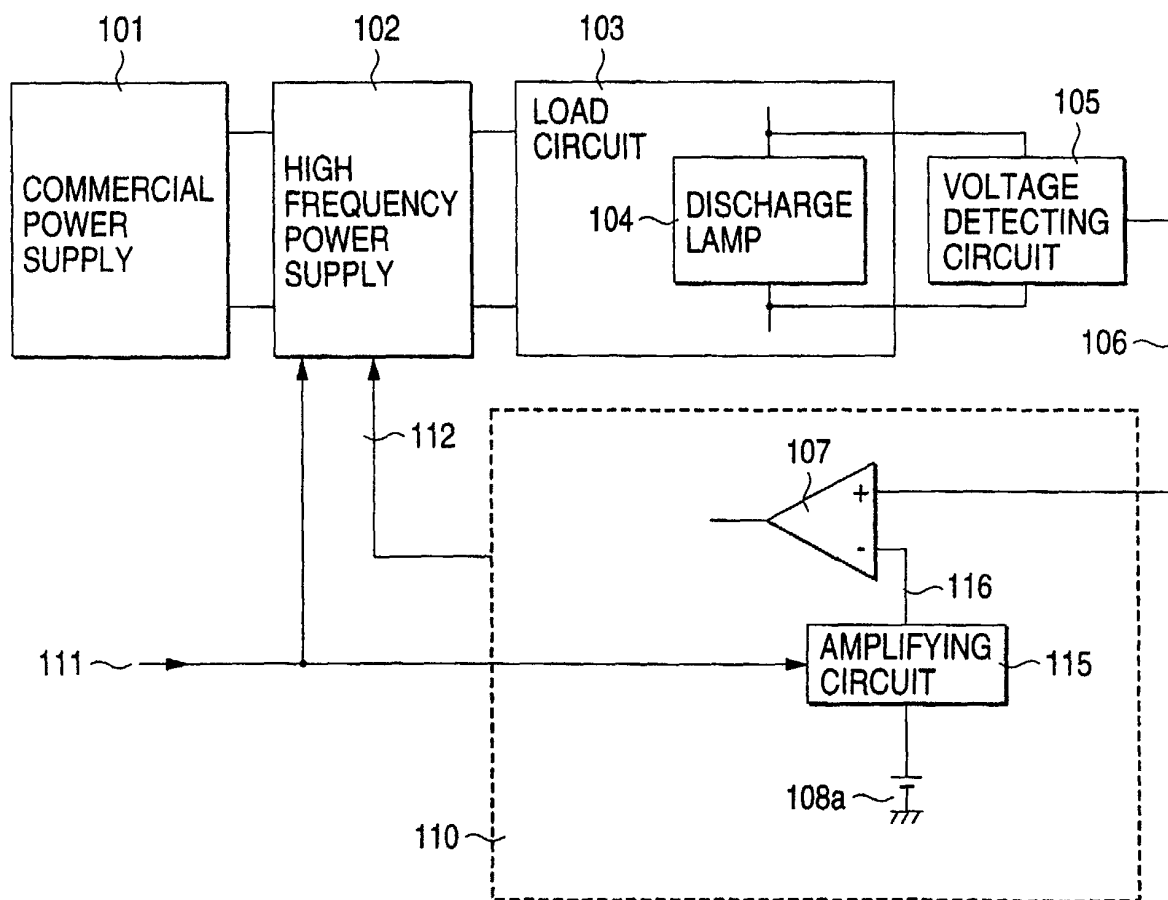 101
102
103
COMMERCIAL
POWER
SUPPLY
HIGH
FREQUENCY
POWER
SUPPLY
LOAD
CIRCUIT
104
DISCHARGE
LAMP
105
VOLTAGE
DETECTING
CIRCUIT
106
112
107
+
-
116
111
AMPLIFYING
CIRCUIT
115
108a
110